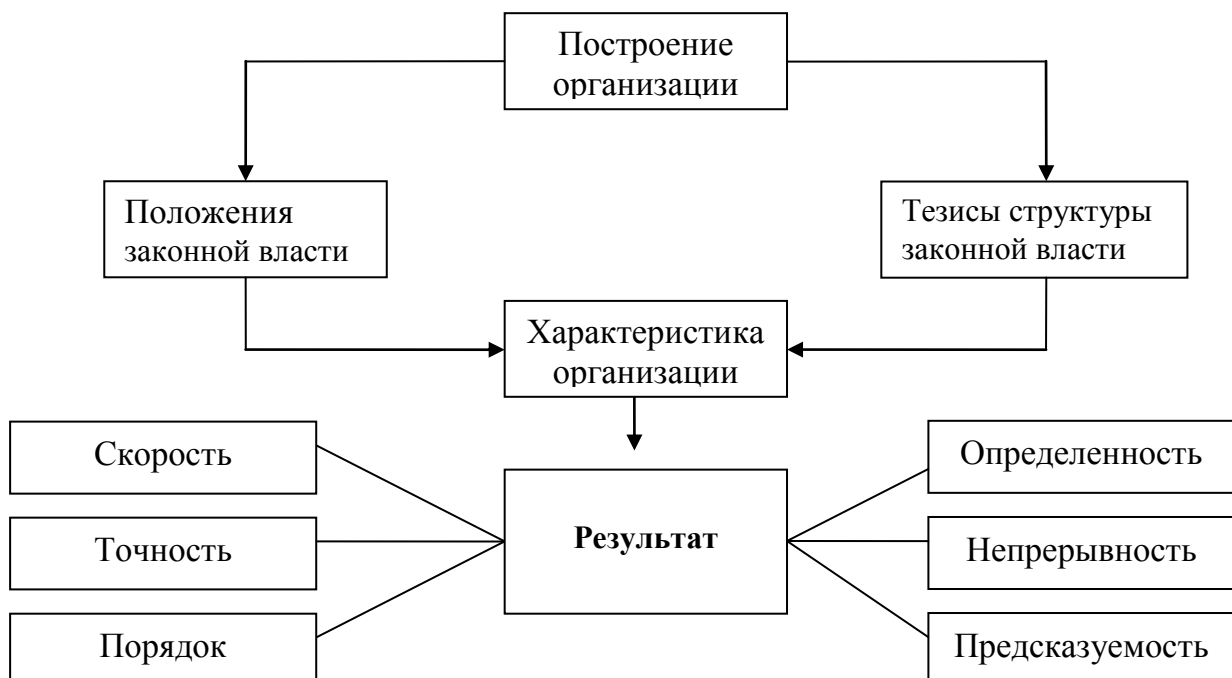 Построение
организации
Положения
законной власти
Тезисы структуры
законной власти
Характеристика
организации
Скорость
Точность
Порядок
Результат
Определенность
Непрерывность
Предсказуемость